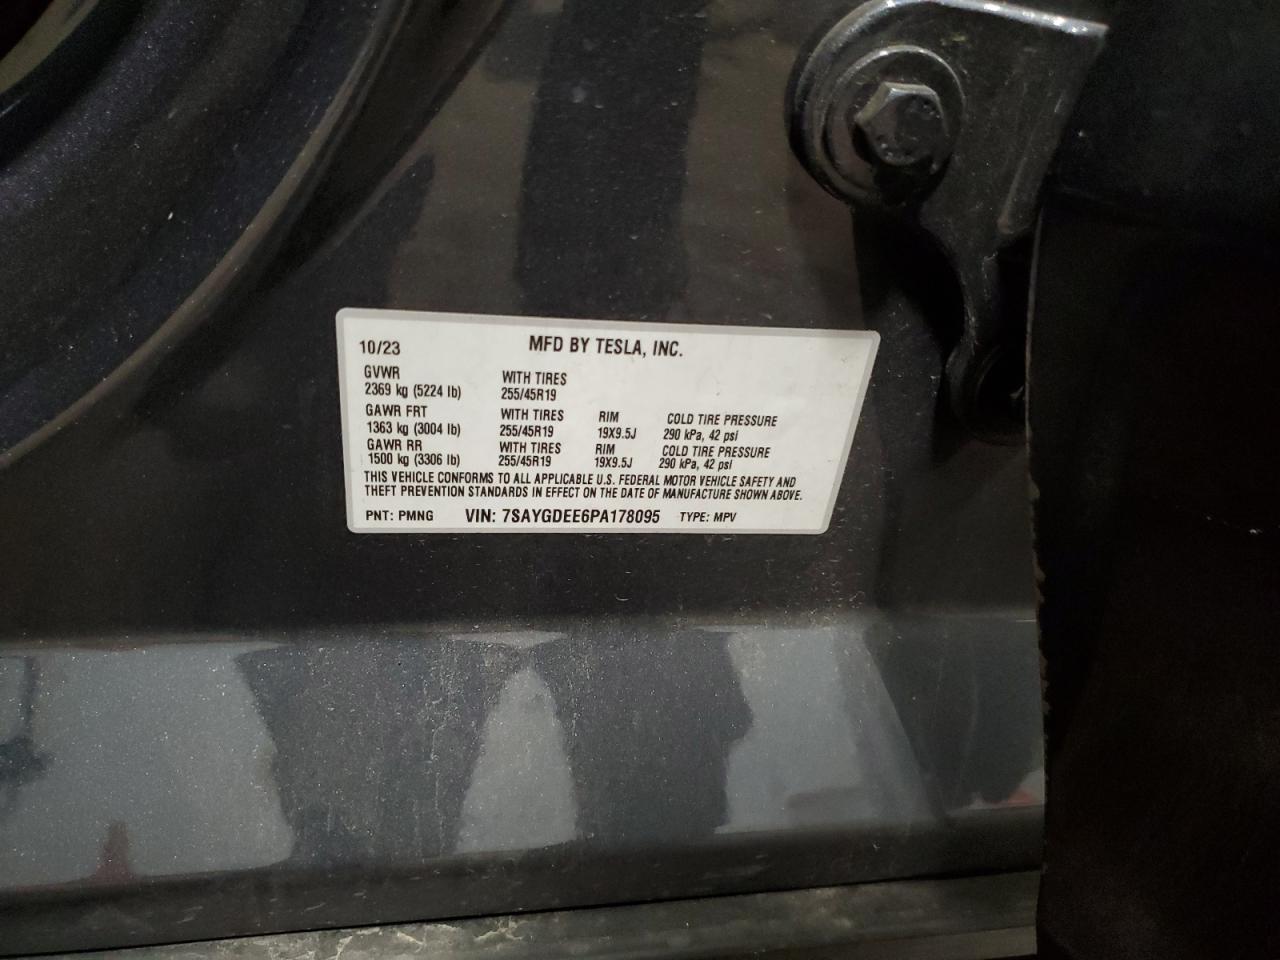 10/23 MFD BY TESLA, INC.
GVWR WITH TIRES
2369 kg (5224 lb) 255/45R19
GAWR FRT WITH TIRES RIM COLD TIRE PRESSURE
1363 kg (3004 lb) 255/45R19 19X9.5J 290 kPa, 42 psi
GAWR RR WITH TIRES RIM COLD TIRE PRESSURE
1500 kg (3306 lb) 255/45R19 19X9.5J 290 kPa, 42 psi
THIS VEHICLE CONFORMS TO ALL APPLICABLE U.S. FEDERAL MOTOR VEHICLE SAFETY AND
THEFT PREVENTION STANDARDS IN EFFECT ON THE DATE OF MANUFACTURE SHOWN ABOVE.
PNT: PMNG VIN: 7SAYGDEE6PA178095 TYPE: MPV